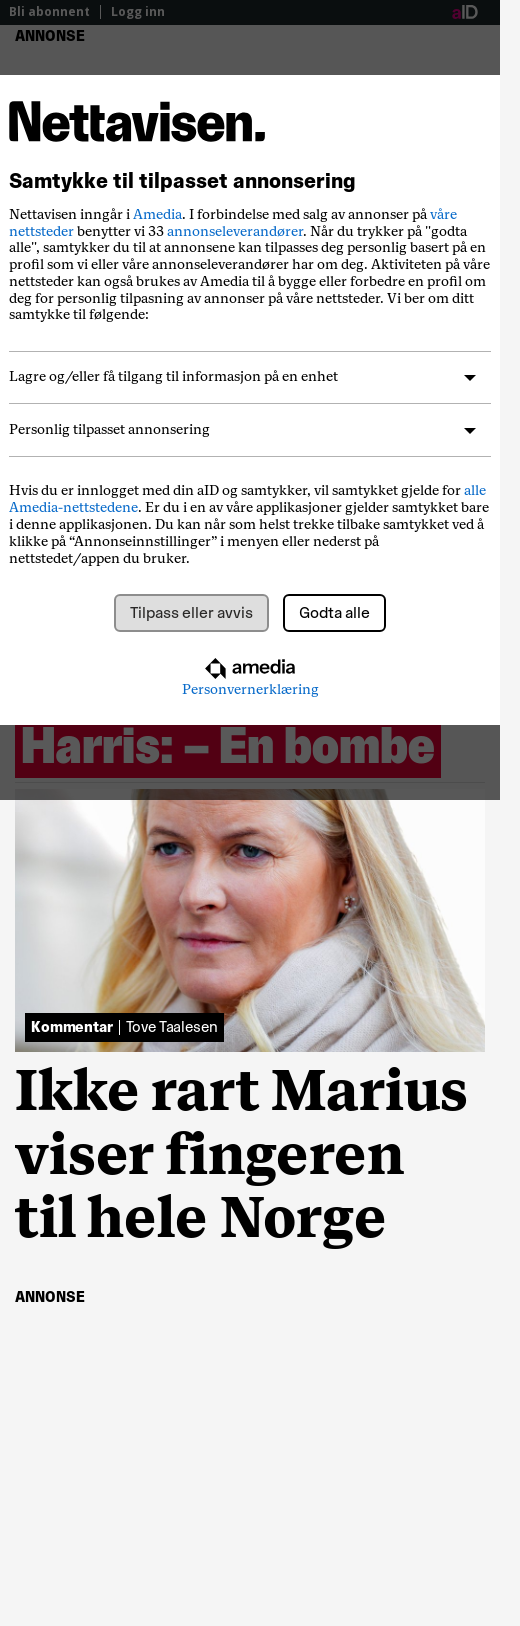 Bli abonnent | Logg inn
aID
ANNONSE
Nettavisen.
Samtykke til tilpasset annonsering
Nettavisen inngår i Amedia. I forbindelse med salg av annonser på våre
nettsteder benytter vi 33 annonseleverandører. Når du trykker på "godta
alle", samtykker du til at annonsene kan tilpasses deg personlig basert på en
profil som vi eller våre annonseleverandører har om deg. Aktiviteten på våre
nettsteder kan også brukes av Amedia til å bygge eller forbedre en profil om
deg for personlig tilpasning av annonser på våre nettsteder. Vi ber om ditt
samtykke til følgende:
Lagre og/eller få tilgang til informasjon på en enhet
Personlig tilpasset annonsering
Hvis du er innlogget med din aID og samtykker, vil samtykket gjelde for alle
Amedia-nettstedene. Er du i en av våre applikasjoner gjelder samtykket bare
i denne applikasjonen. Du kan når som helst trekke tilbake samtykket ved å
klikke på “Annonseinnstillinger” i menyen eller nederst på
nettstedet/appen du bruker.
Tilpass eller avvis
Godta alle
amedia
Personvernerklæring
Harris: – En bombe
Kommentar | Tove Taalesen
Ikke rart Marius
viser fingeren
til hele Norge
ANNONSE